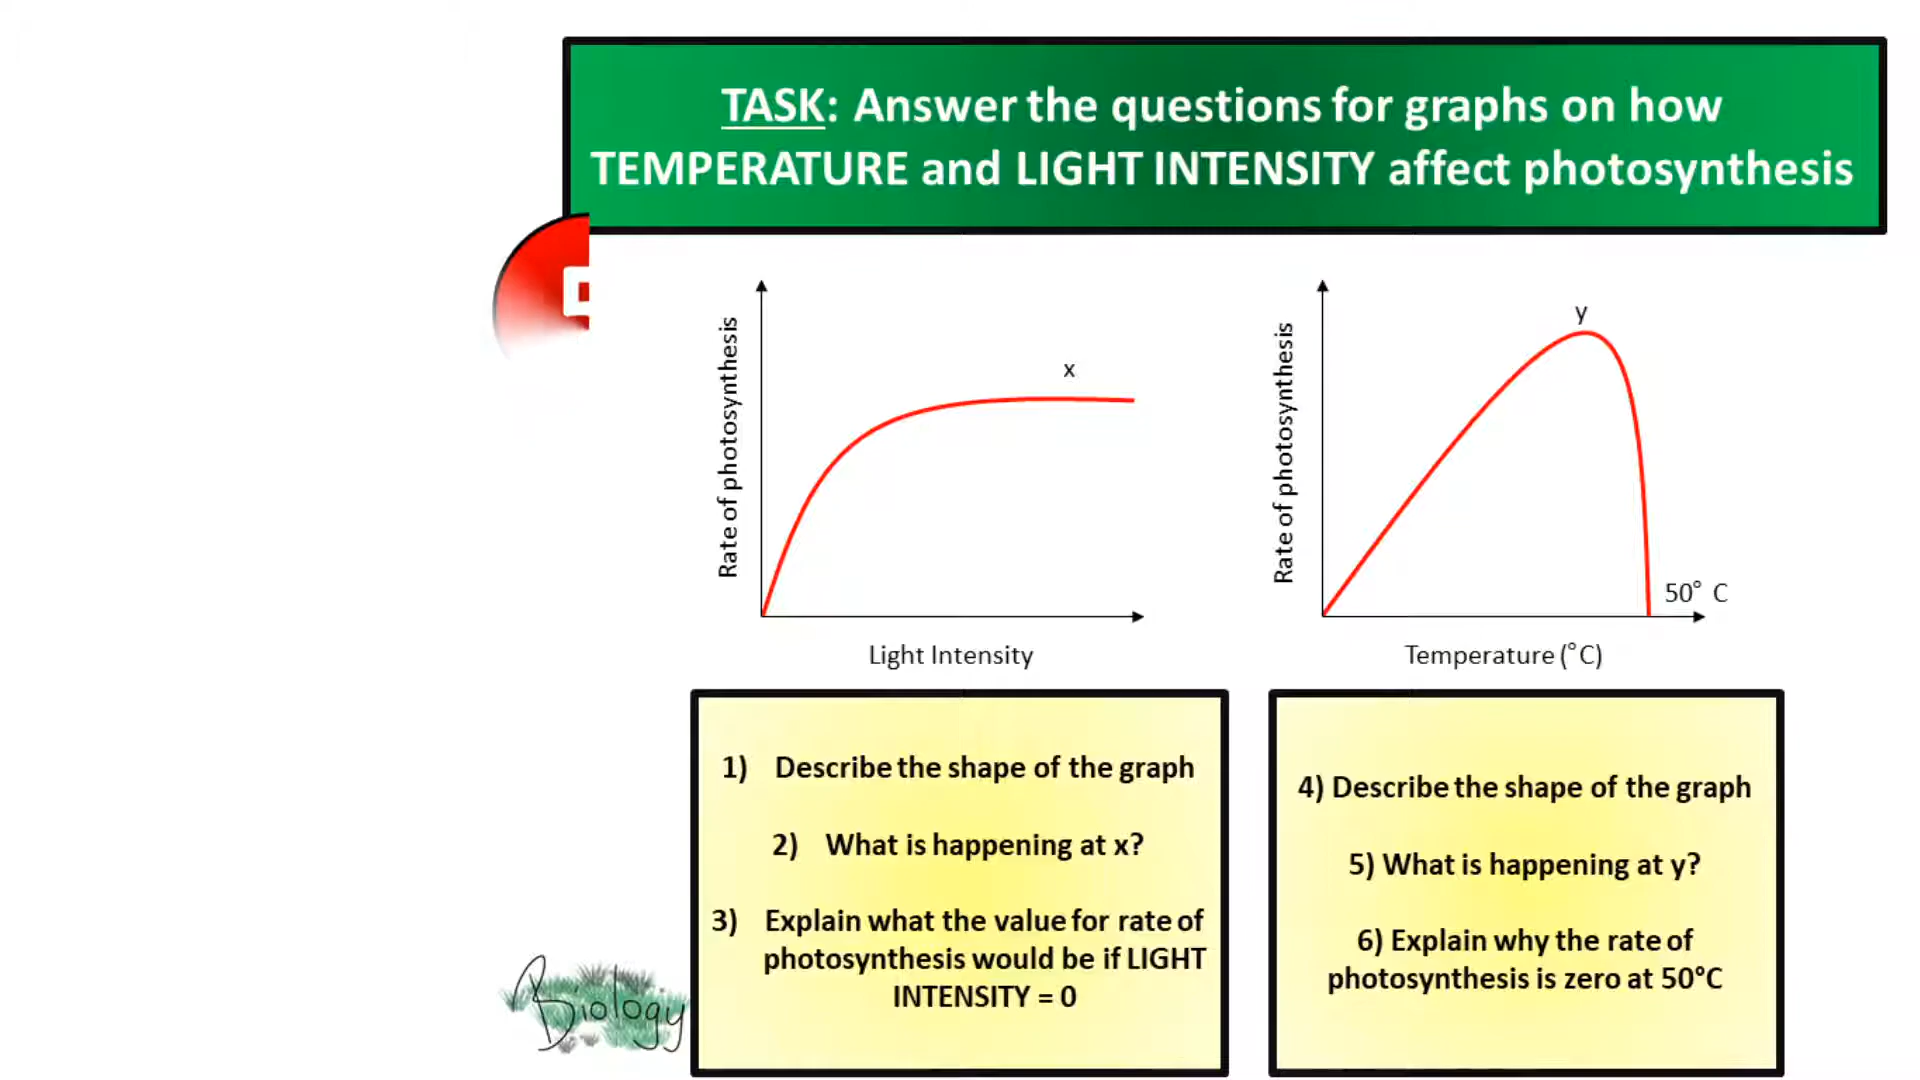 TASK: Answer the questions for graphs on how
TEMPERATURE and LIGHT INTENSITY affect photosynthesis
Rate of photosynthesis
x
Light Intensity
Rate of photosynthesis
y
50° C
Temperature (°C)
1) Describe the shape of the graph
2) What is happening at x?
3) Explain what the value for rate of
photosynthesis would be if LIGHT
INTENSITY = 0
4) Describe the shape of the graph
5) What is happening at y?
6) Explain why the rate of
photosynthesis is zero at 50°C
Biology